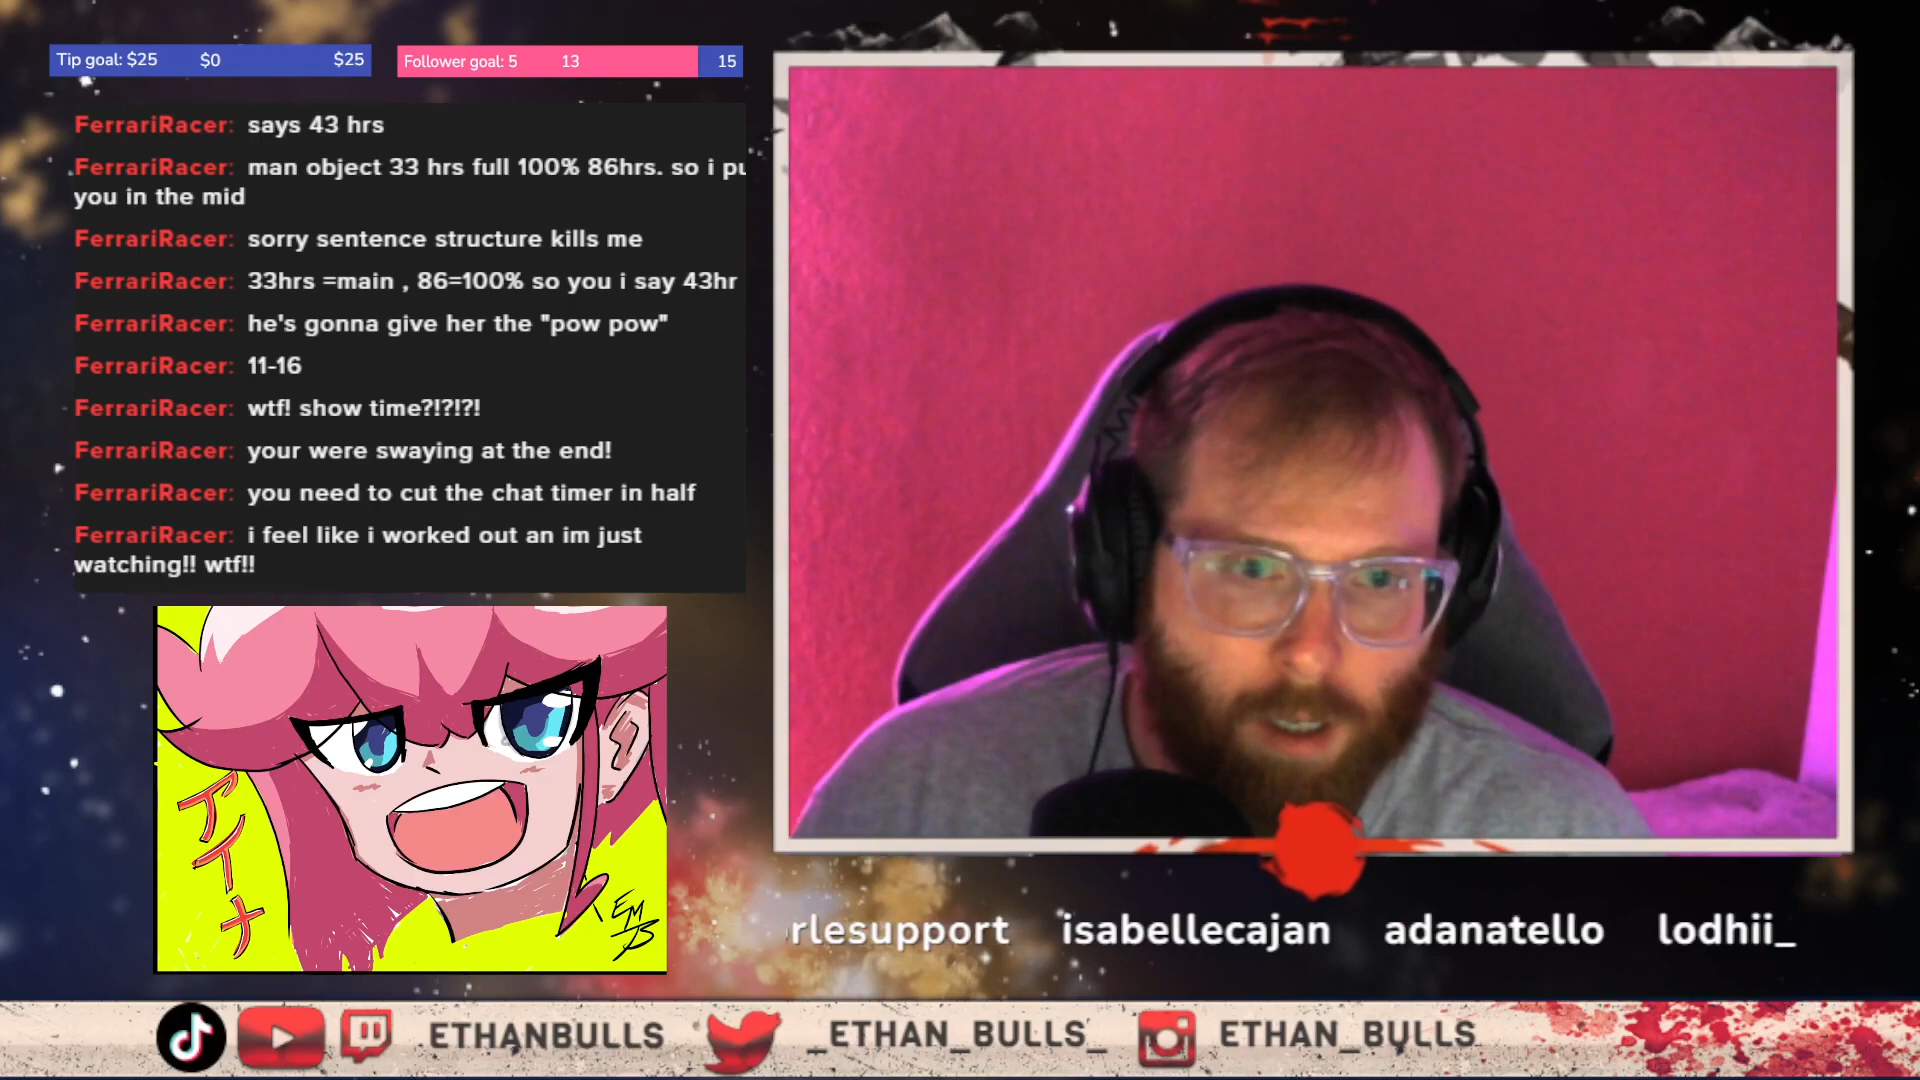 Tip goal: $25 $0 $25
Follower goal: 5 13 15
FerrariRacer: says 43 hrs
FerrariRacer: man object 33 hrs full 100% 86hrs. so i pu
you in the mid
FerrariRacer: sorry sentence structure kills me
FerrariRacer: 33hrs =main , 86=100% so you i say 43hr
FerrariRacer: he's gonna give her the "pow pow"
FerrariRacer: 11-16
FerrariRacer: wtf! show time?!?!?!
FerrariRacer: your were swaying at the end!
FerrariRacer: you need to cut the chat timer in half
FerrariRacer: i feel like i worked out an im just
watching!! wtf!!
アイナ
EMB
rlesupport isabellecajan adanatello lodhii_
ETHANBULLS _ETHAN_BULLS_ ETHAN_BULLS